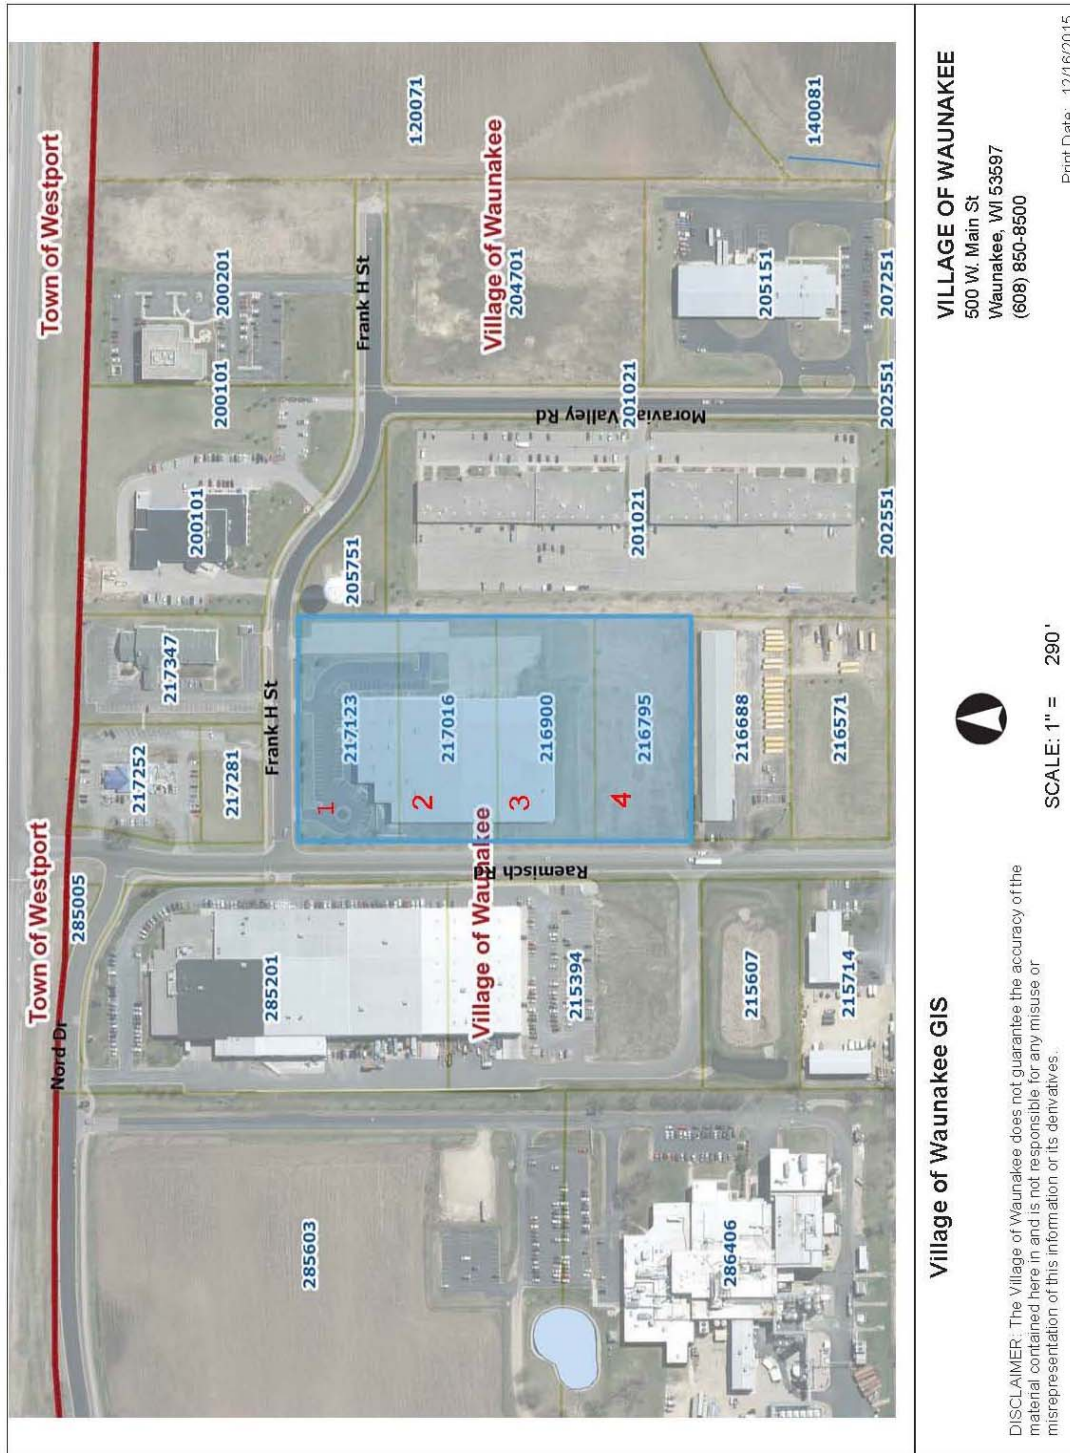 Town of Westport
Town of Westport
Nord Dr
285005
217252
217347
217281
200101
200101
200201
120071
Frank H St
Frank H St
285603
285201
217123
1
205751
217016
2
Village of Waunakee
204701
Village of Waunakee
Raemisch Rd
216900
3
215394
216795
4
201021
201021
Moravian Valley Rd
286406
215607
216688
205151
140081
215714
216571
202551
202551
207251
Village of Waunakee GIS
DISCLAIMER: The Village of Waunakee does not guarantee the accuracy of the
material contained here in and is not responsible for any misuse or
misrepresentation of this information or its derivatives.
SCALE: 1" = 290 '
VILLAGE OF WAUNAKEE
500 W. Main St
Waunakee, WI 53597
(608) 850-8500
Print Date: 12/16/2015